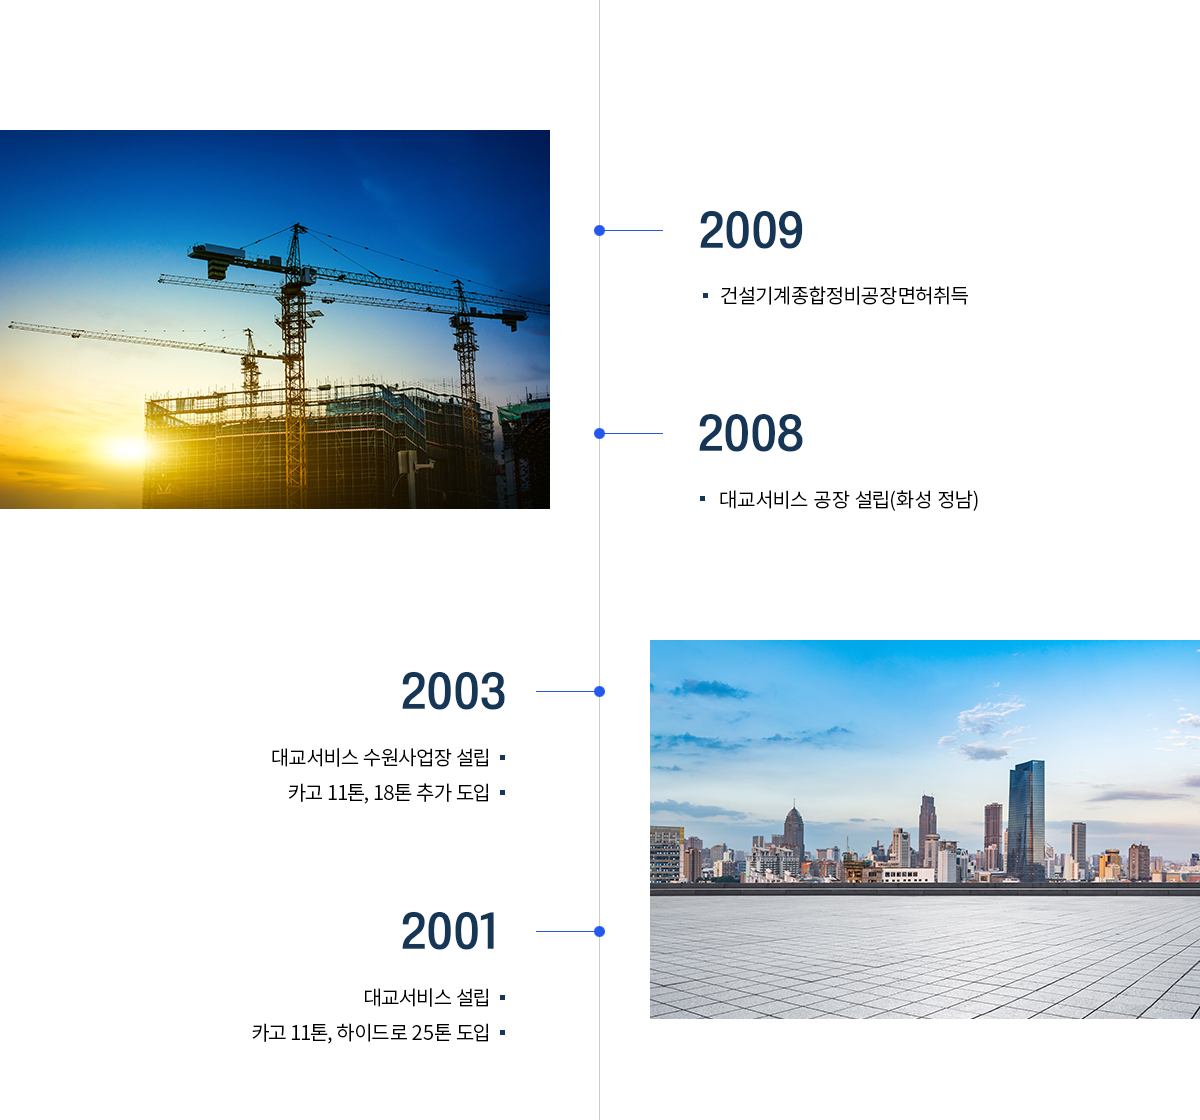 2009
건설기계종합정비공장면허취득
2008
대교서비스 공장 설립(화성 정남)
2003
대교서비스 수원사업장 설립
카고 11톤, 18톤 추가 도입
2001
대교서비스 설립
카고 11톤, 하이드로 25톤 도입